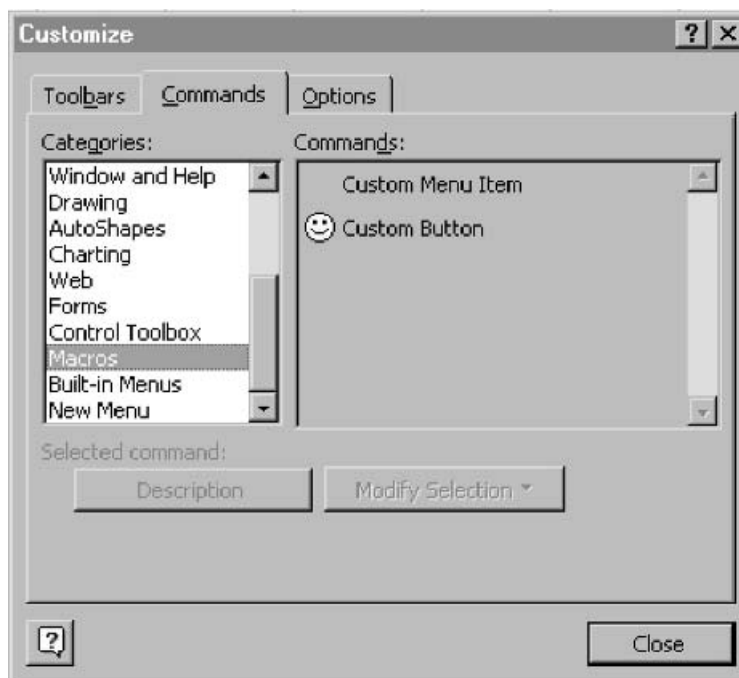 Customize
Toolbars Commands Options
Categories: Commands:
Window and Help
Drawing
AutoShapes
Charting
Web
Forms
Control Toolbox
Macros
Built-in Menus
New Menu
Custom Menu Item
Custom Button
Selected command:
Description Modify Selection
Close